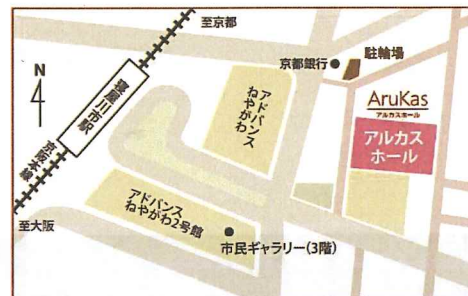 至京都
京都銀行
駐輪場
N
寝屋川市駅
アドバンス
ねやがわ
AruKas
アルカスホール
アルカス
ホール
京阪本線
アドバンス
ねやがわ2号館
至大阪
市民ギャラリー(3階)